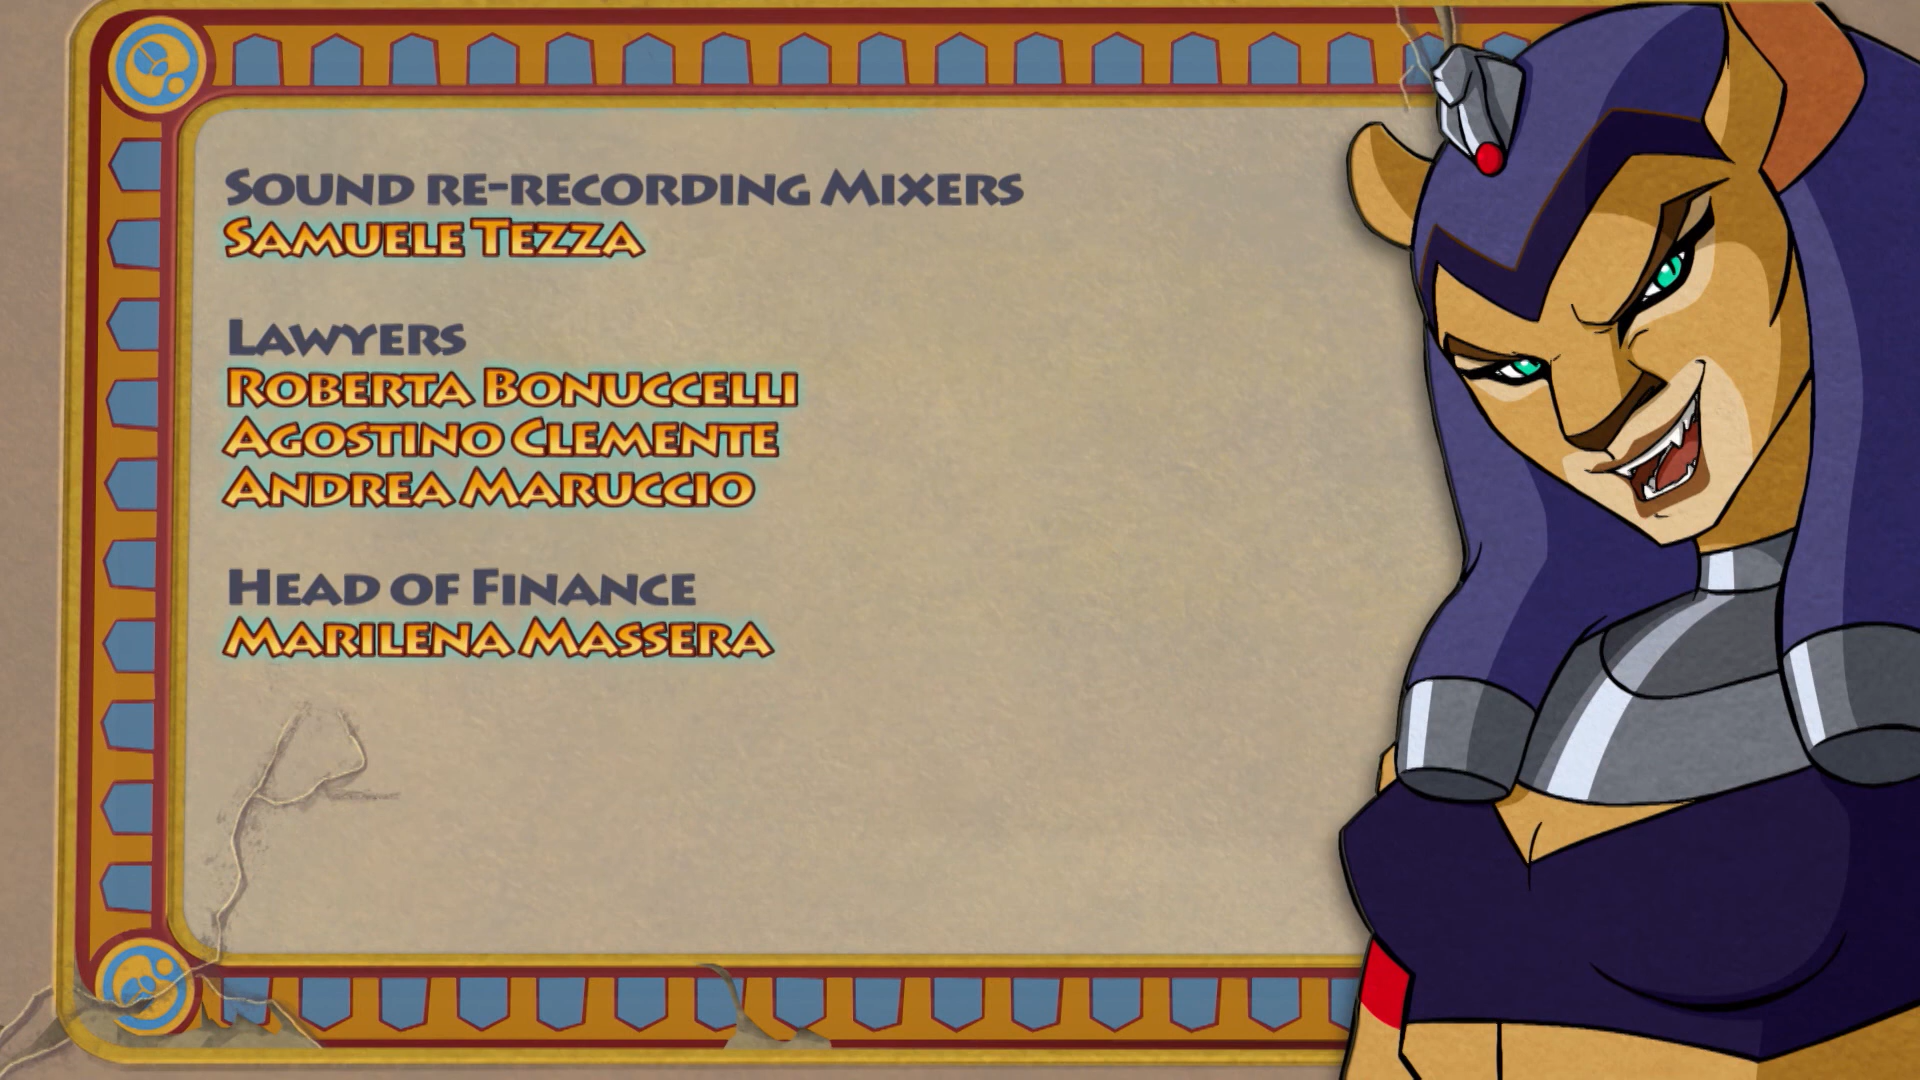 Sound re-recording Mixers
Samuele Tezza
Lawyers
Roberta Bonuccelli
Agostino Clemente
Andrea Maruccio
Head of Finance
Marilena Massera